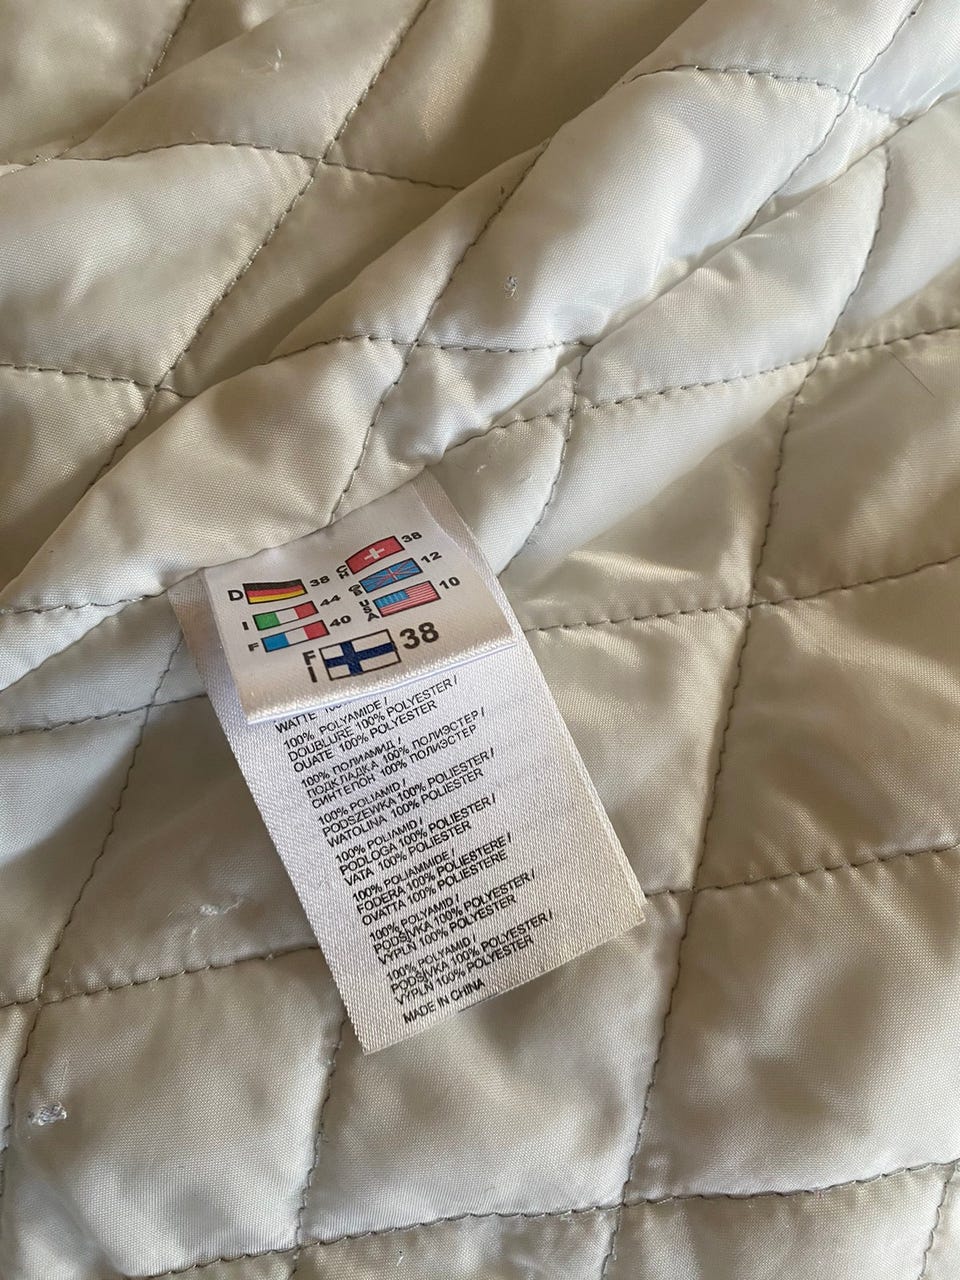 D 38
CH 38
I 44
GB 12
F 40
USA 10
FI 38
WATTE
100% POLYAMIDE /
DOUBLURE 100% POLYESTER /
OUATE 100% POLYESTER
100% ПОЛИАМИД /
ПОДКЛАДКА 100% ПОЛИЭСТЕР /
СИНТЕПОН 100% ПОЛИЭСТЕР
100% POLIAMID /
PODSZEWKA 100% POLIESTER /
WATOLINA 100% POLIESTER
100% POLIAMID /
PODLOGA 100% POLIESTER /
VATA 100% POLIESTER
100% POLIAMMIDE /
FODERA 100% POLIESTERE /
OVATTA 100% POLIESTERE
100% POLYAMID /
PODŠÍVKA 100% POLYESTER /
VÝPLŇ 100% POLYESTER
100% POLYAMID /
PODŠÍVKA 100% POLYESTER /
VÝPLŇ 100% POLYESTER
MADE IN CHINA